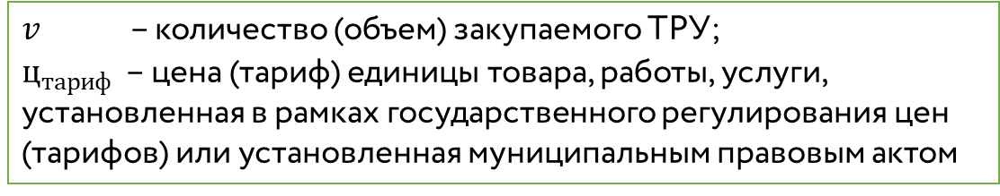 v – количество (объем) закупаемого ТРУ;
цтариф – цена (тариф) единицы товара, работы, услуги,
установленная в рамках государственного регулирования цен
(тарифов) или установленная муниципальным правовым актом